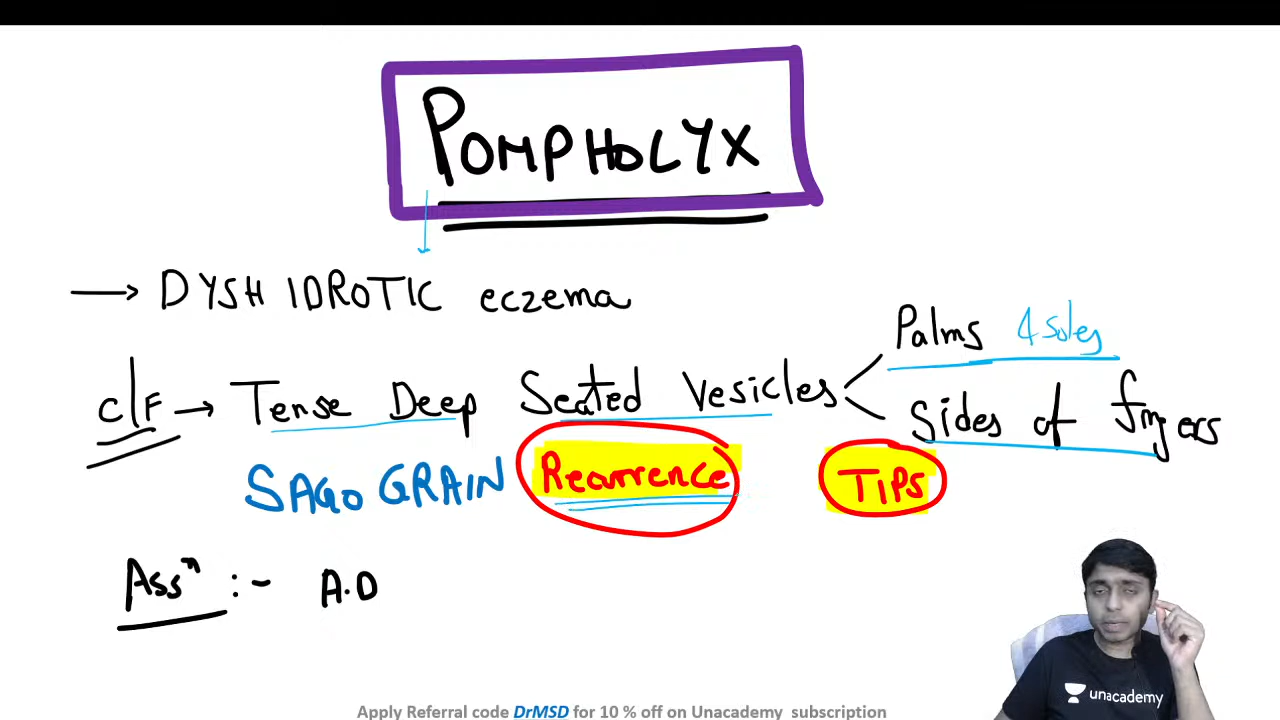 POMPHOLYX
→ DYSHIDROTIC eczema
Palms & Soles
C/F → Tense Deep Seated Vesicles
Sides of fingers
SAGO GRAIN Recurrence TIPS
Assⁿ :- A.D
unacademy
Apply Referral code DrMSD for 10 % off on Unacademy subscription